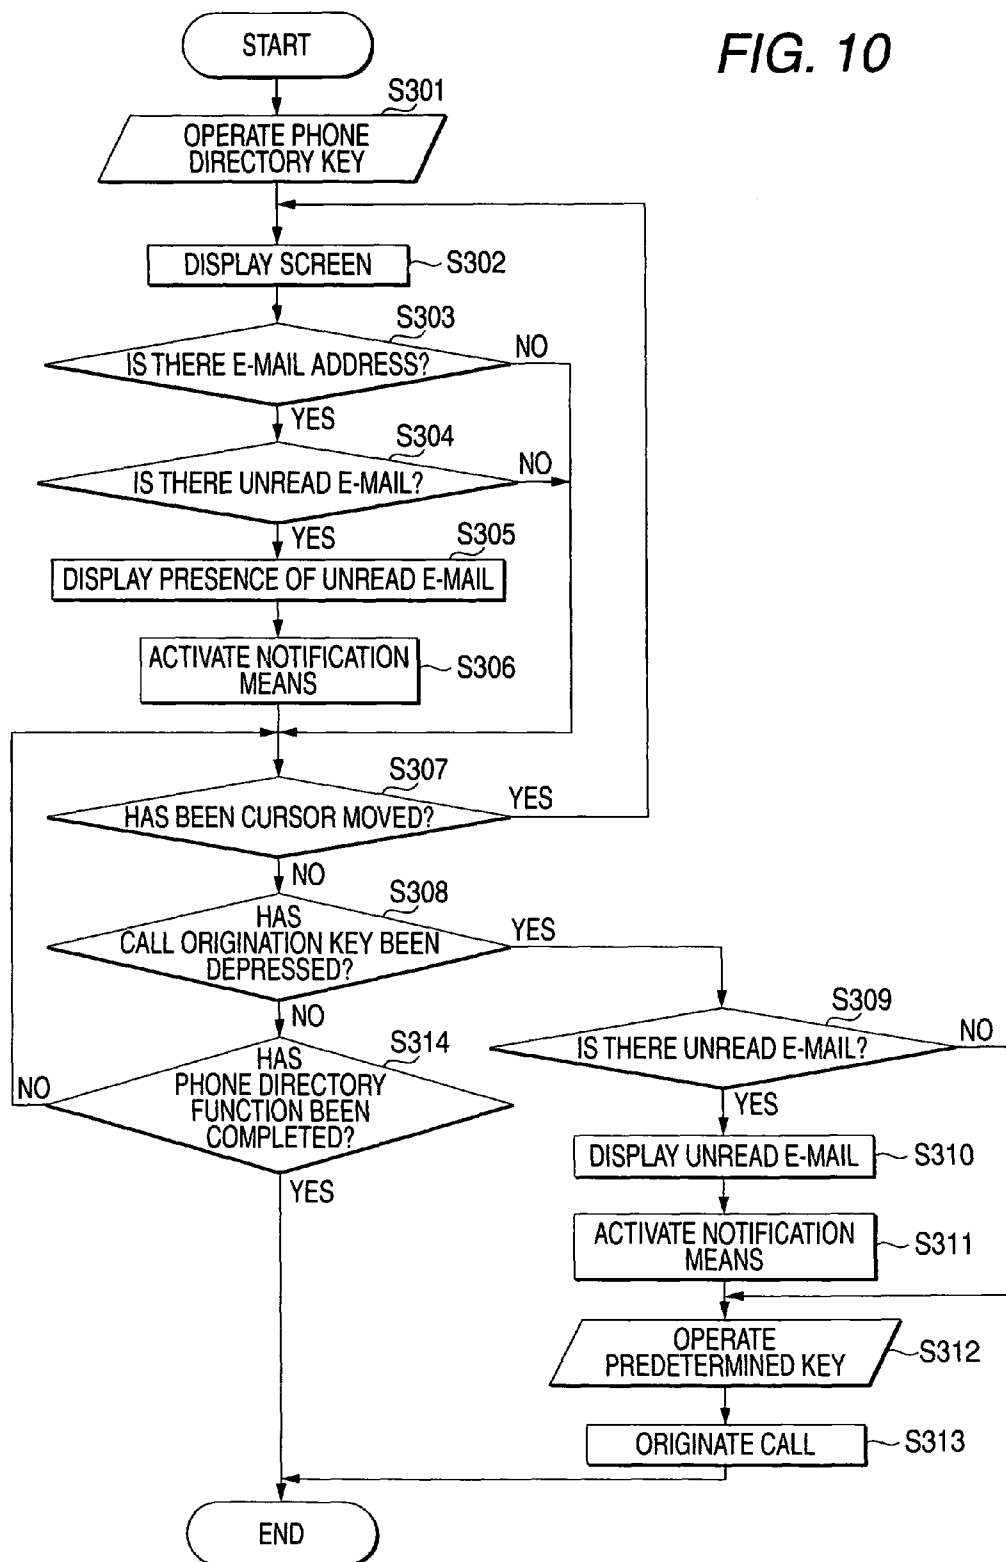 FIG. 10
START
S301
OPERATE PHONE
DIRECTORY KEY
DISPLAY SCREEN
S302
S303
IS THERE E-MAIL ADDRESS?
NO
YES
S304
IS THERE UNREAD E-MAIL?
NO
YES
S305
DISPLAY PRESENCE OF UNREAD E-MAIL
ACTIVATE NOTIFICATION
MEANS
S306
S307
HAS BEEN CURSOR MOVED?
YES
NO
S308
HAS
CALL ORIGINATION KEY BEEN
DEPRESSED?
YES
NO
S314
HAS
PHONE DIRECTORY
FUNCTION BEEN
COMPLETED?
NO
YES
S309
IS THERE UNREAD E-MAIL?
NO
YES
DISPLAY UNREAD E-MAIL
S310
ACTIVATE NOTIFICATION
MEANS
S311
OPERATE
PREDETERMINED KEY
S312
ORIGINATE CALL
S313
END